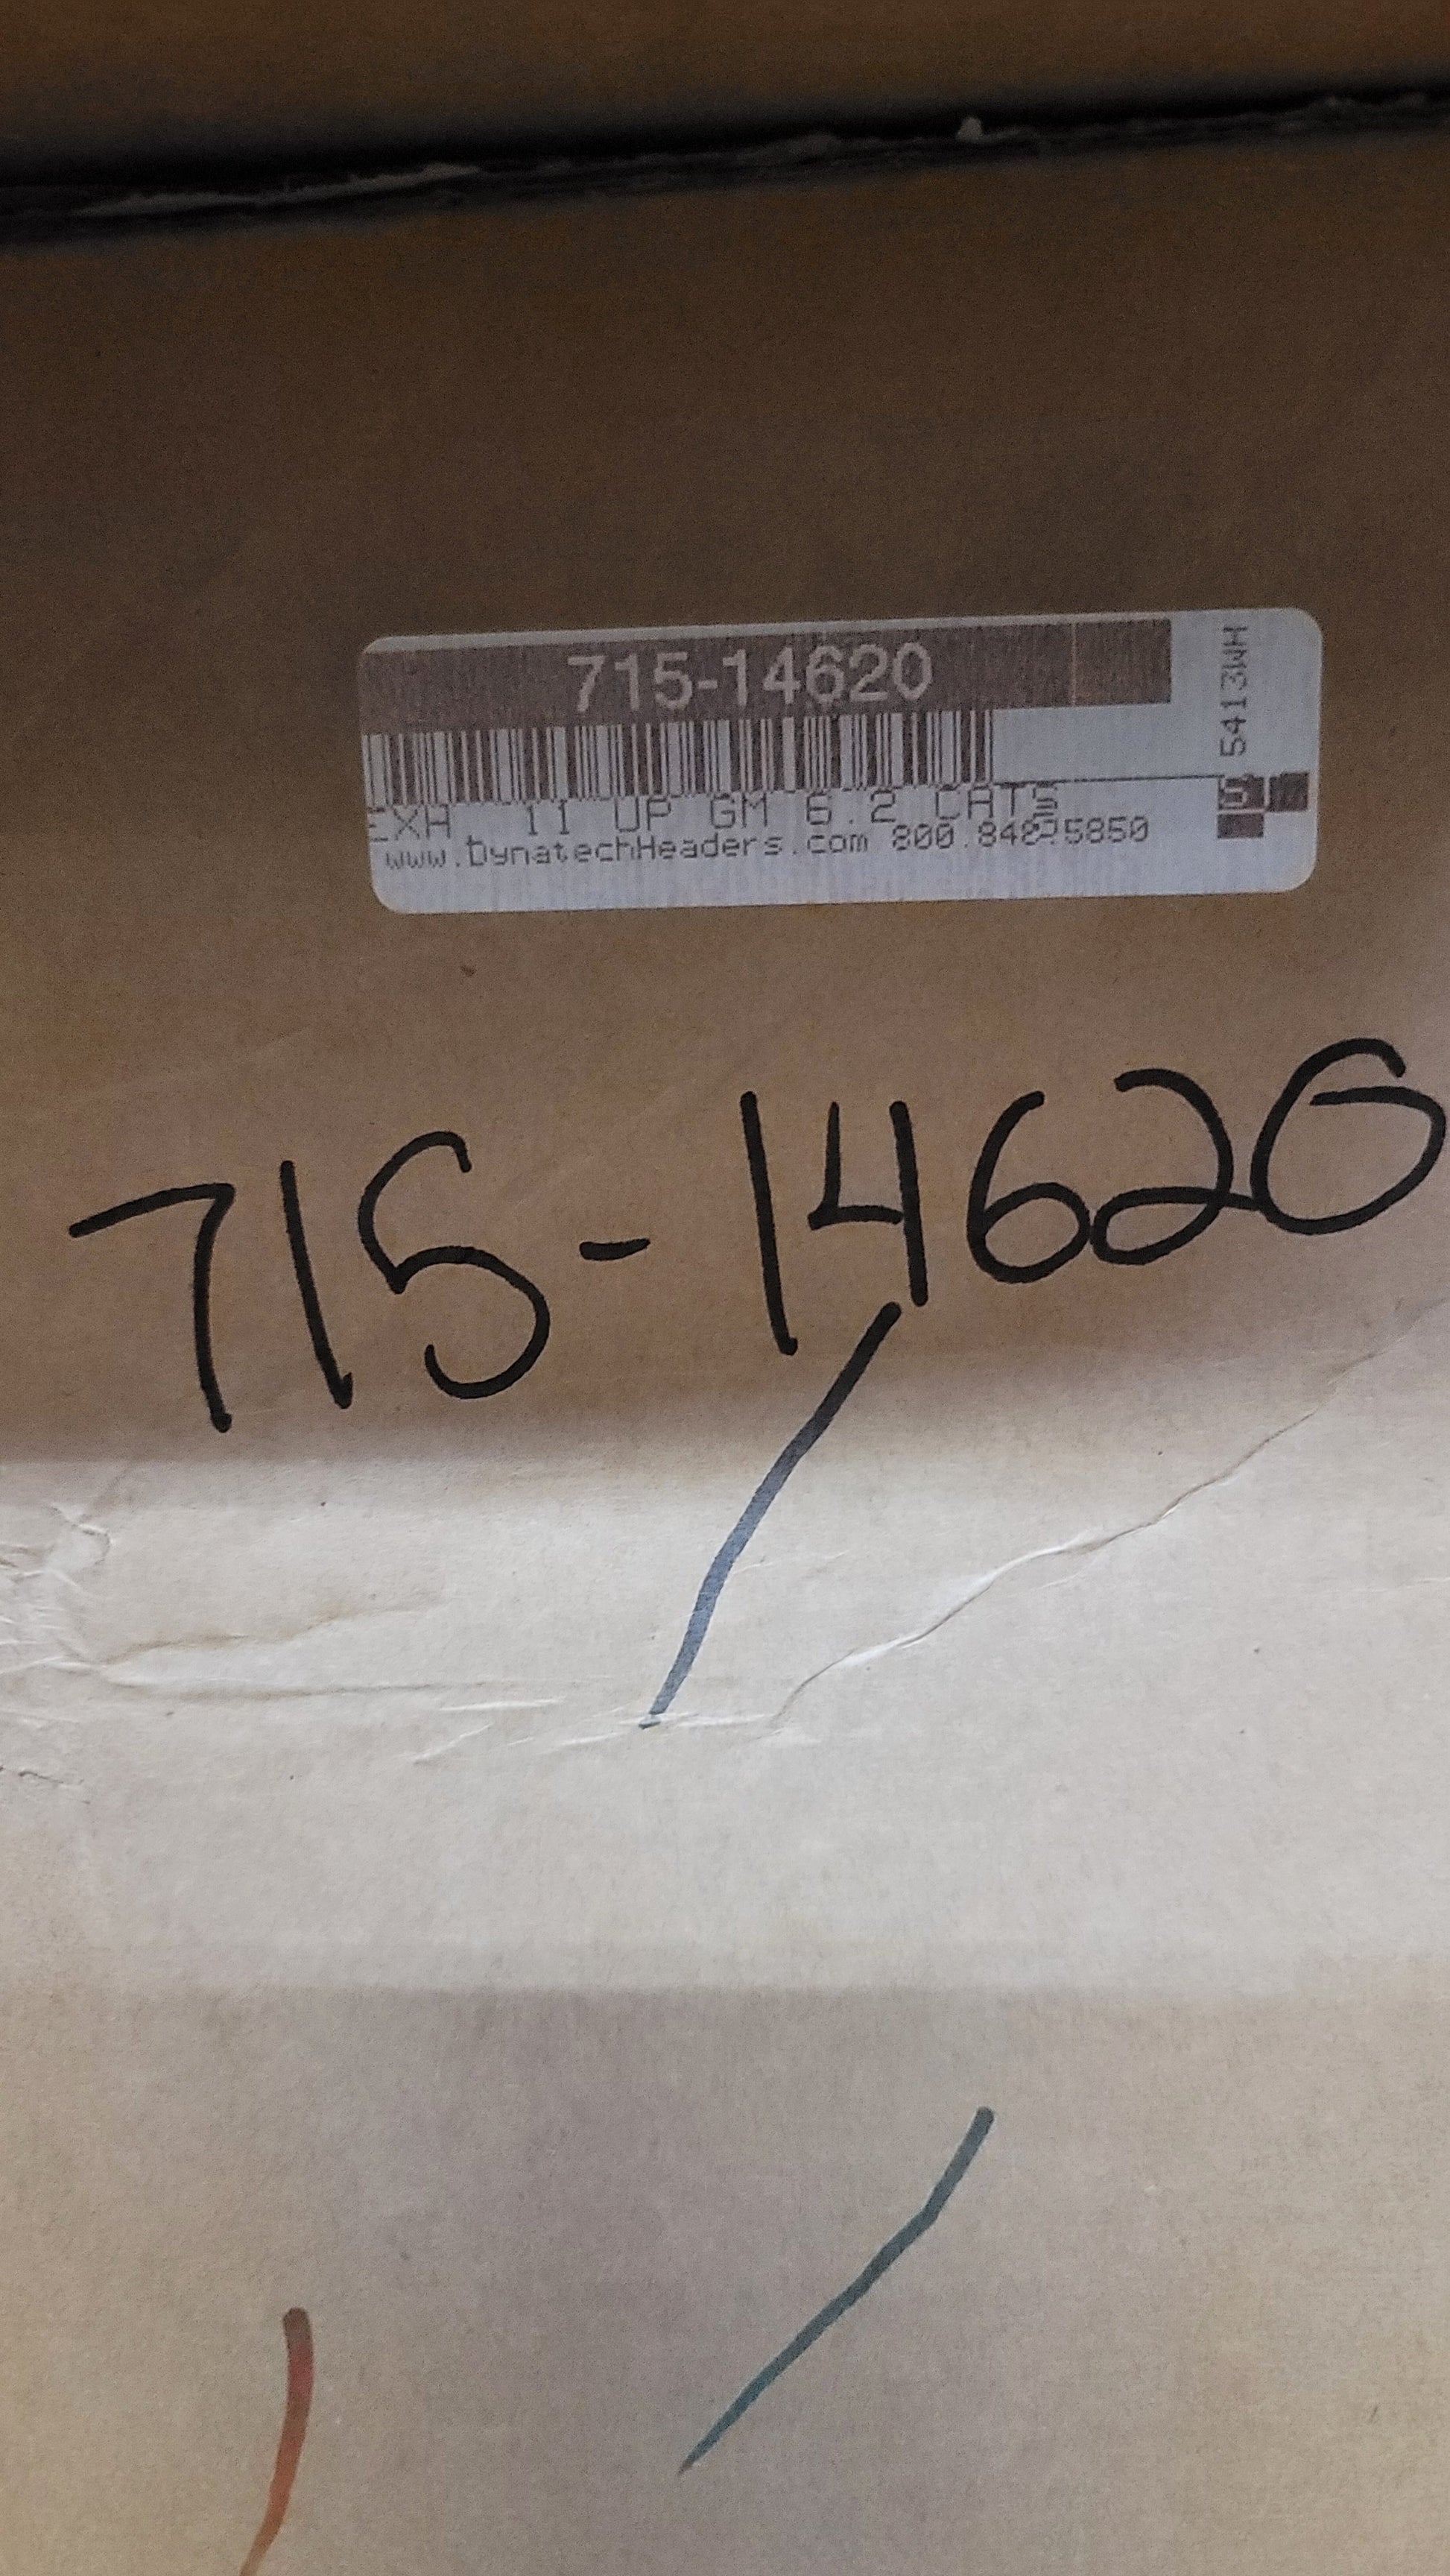 715-14620
5413WH
EXH 11 UP GM 6.2 CATS
www.DynatechHeaders.com
715-14620